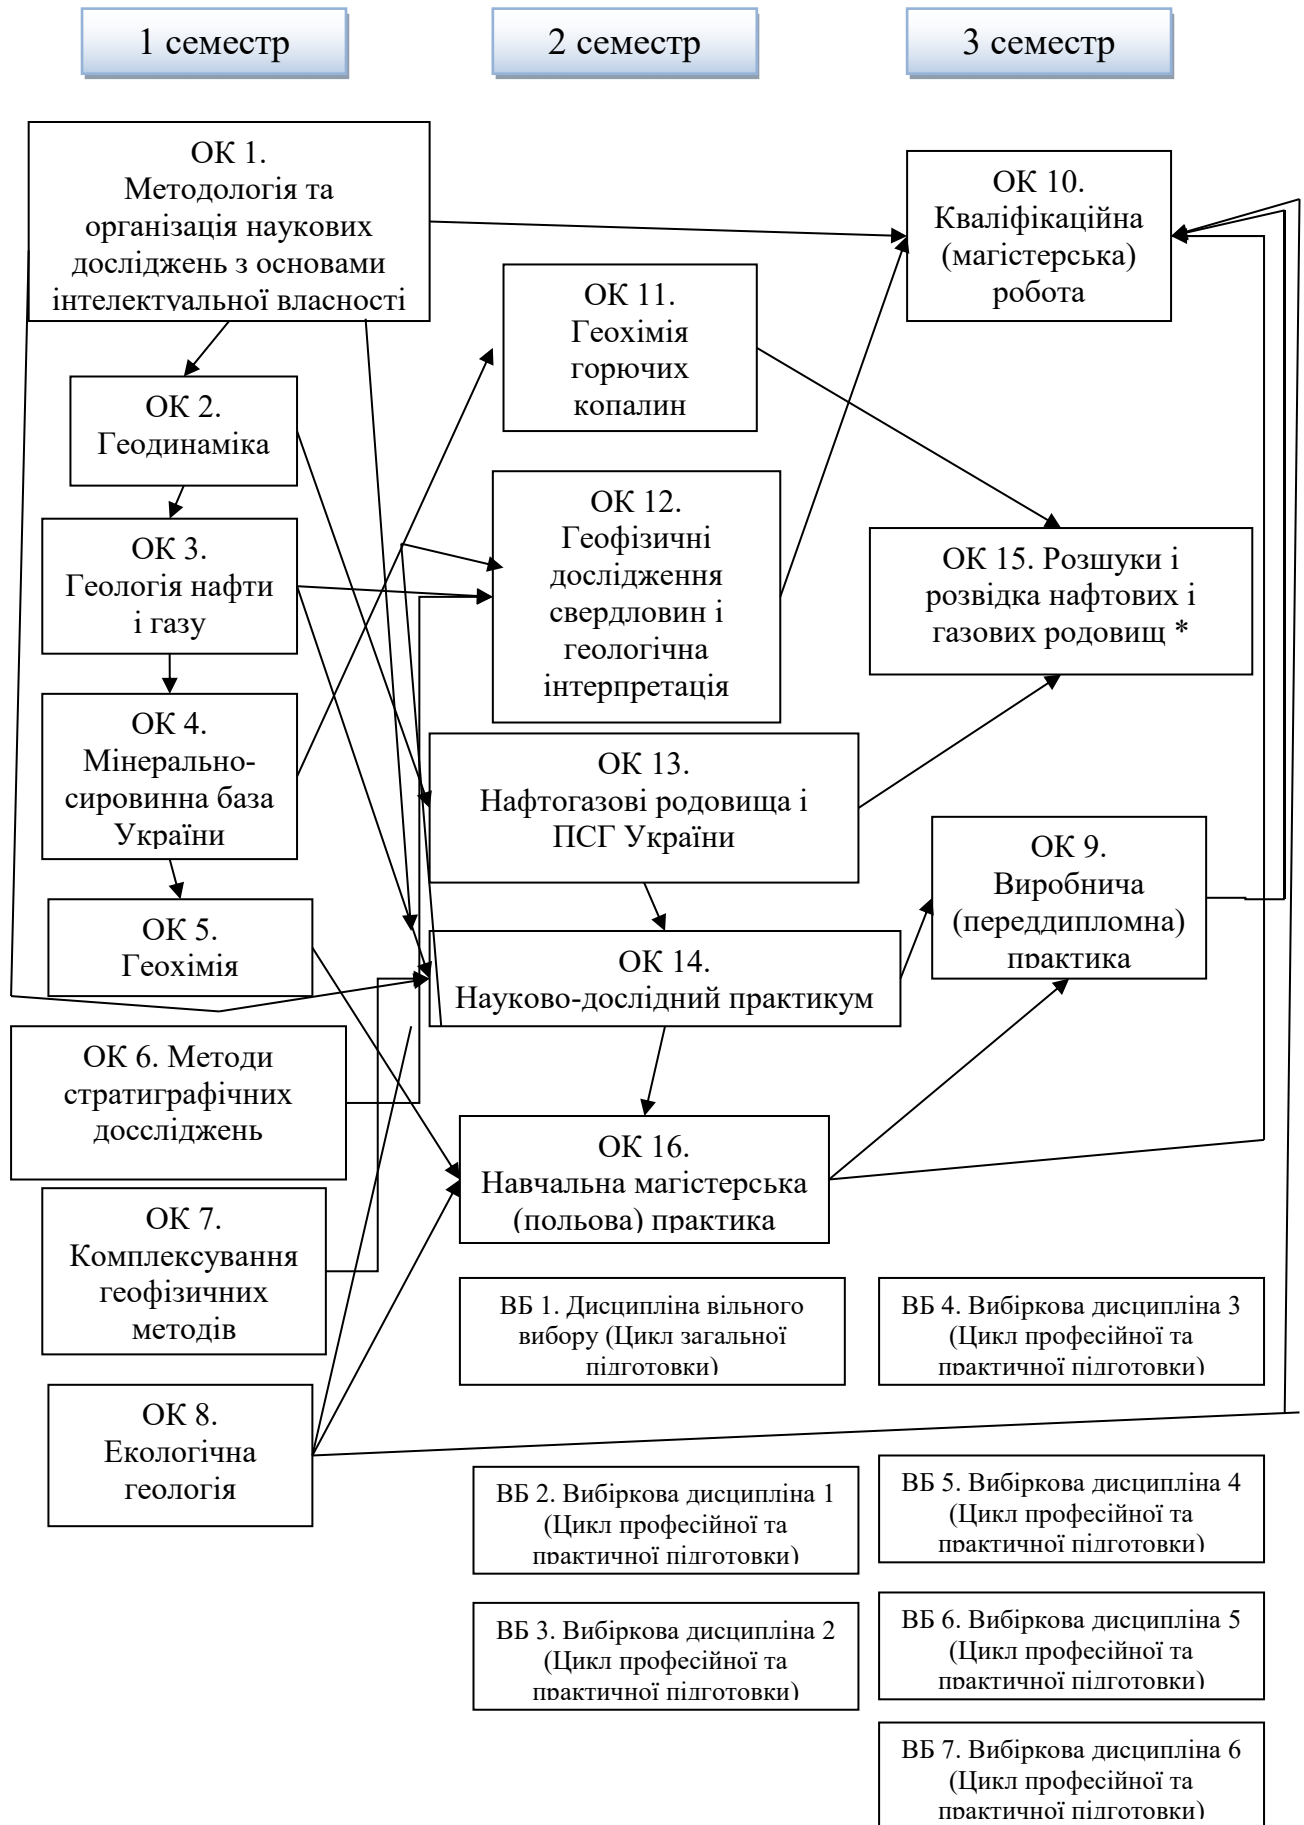 1 семестр
2 семестр
3 семестр
ОК 1.
Методологія та
організація наукових
досліджень з основами
інтелектуальної власності
ОК 2.
Геодинаміка
ОК 3.
Геологія нафти
і газу
ОК 4.
Мінерально-
сировинна база
України
ОК 5.
Геохімія
ОК 6. Методи
стратиграфічних
доссліджень
ОК 7.
Комплексування
геофізичних
методів
ОК 8.
Екологічна
геологія
ОК 11.
Геохімія
горючих
копалин
ОК 12.
Геофізичні
дослідження
свердловин і
геологічна
інтерпретація
ОК 13.
Нафтогазові родовища і
ПСГ України
ОК 14.
Науково-дослідний практикум
ОК 16.
Навчальна магістерська
(польова) практика
ВБ 1. Дисципліна вільного
вибору (Цикл загальної
підготовки)
ВБ 2. Вибіркова дисципліна 1
(Цикл професійної та
практичної підготовки)
ВБ 3. Вибіркова дисципліна 2
(Цикл професійної та
практичної підготовки)
ОК 10.
Кваліфікаційна
(магістерська)
робота
ОК 15. Розшуки і
розвідка нафтових і
газових родовищ *
ОК 9.
Виробнича
(переддипломна)
практика
ВБ 4. Вибіркова дисципліна 3
(Цикл професійної та
практичної підготовки)
ВБ 5. Вибіркова дисципліна 4
(Цикл професійної та
практичної підготовки)
ВБ 6. Вибіркова дисципліна 5
(Цикл професійної та
практичної підготовки)
ВБ 7. Вибіркова дисципліна 6
(Цикл професійної та
практичної підготовки)